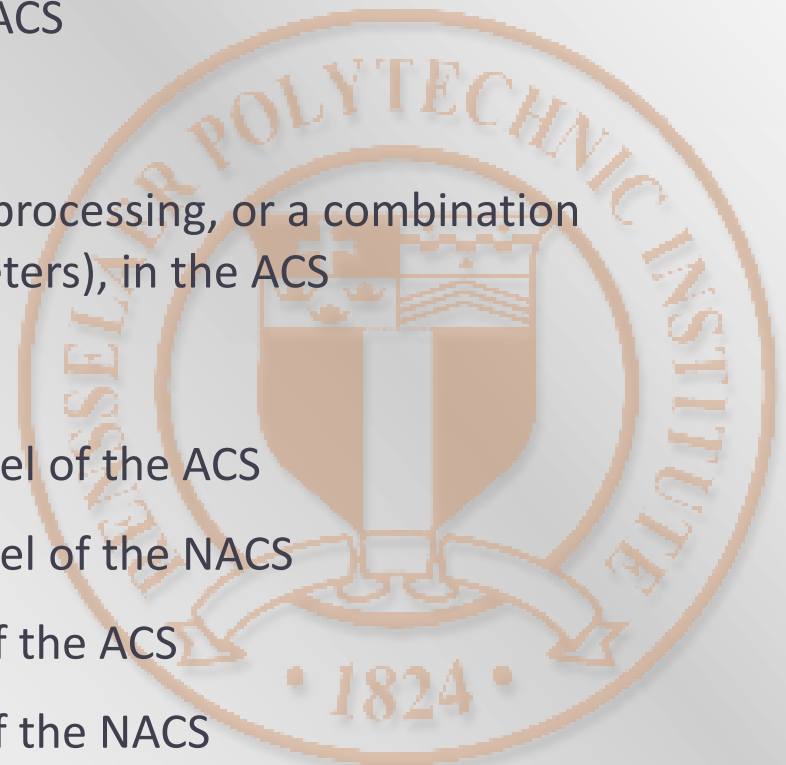 ACS
processing, or a combination
eters), in the ACS
el of the ACS
el of the NACS
f the ACS
f the NACS
RENSSELAER POLYTECHNIC INSTITUTE
• 1824 •